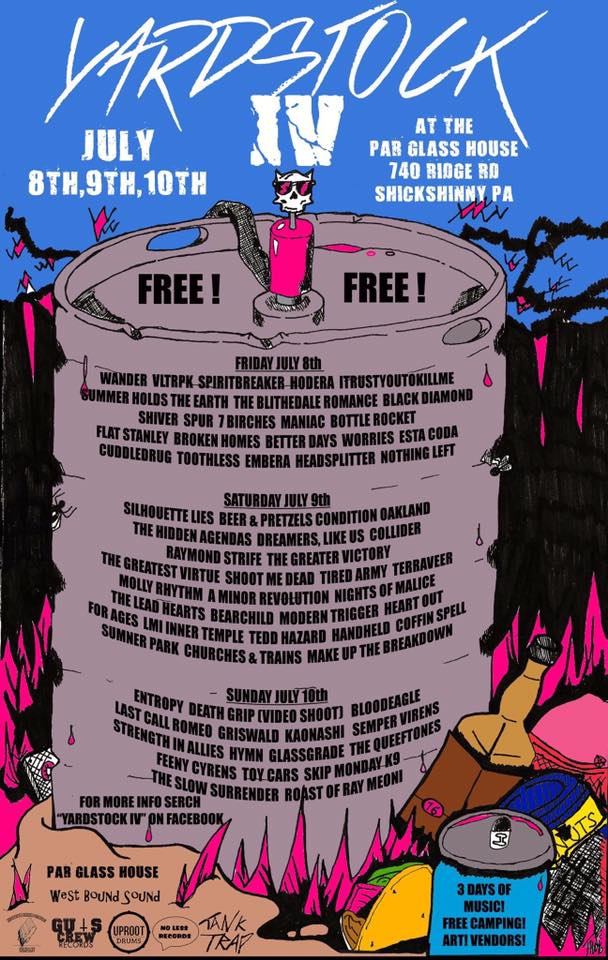 YARDSTOCK
IV
JULY
8TH,9TH,10TH
AT THE
PAR GLASS HOUSE
740 RIDGE RD
SHICKSHINNY PA
FREE !
FREE !
FRIDAY JULY 8th
WANDER VLTRPK SPIRITBREAKER HODERA ITRUSTYOUTOKILLME
SUMMER HOLDS THE EARTH THE BLITHEDALE ROMANCE BLACK DIAMOND
SHIVER SPUR 7 BIRCHES MANIAC BOTTLE ROCKET
FLAT STANLEY BROKEN HOMES BETTER DAYS WORRIES ESTA CODA
CUDDLEDRUG TOOTHLESS EMBERA HEADSPLITTER NOTHING LEFT
SATURDAY JULY 9th
SILHOUETTE LIES BEER & PRETZELS CONDITION OAKLAND
THE HIDDEN AGENDAS DREAMERS, LIKE US COLLIDER
RAYMOND STRIFE THE GREATER VICTORY
THE GREATEST VIRTUE SHOOT ME DEAD TIRED ARMY TERRAVEER
MOLLY RHYTHM A MINOR REVOLUTION NIGHTS OF MALICE
THE LEAD HEARTS BEARCHILD MODERN TRIGGER HEART OUT
FOR AGES LMI INNER TEMPLE TEDD HAZARD HANDHELD COFFIN SPELL
SUMNER PARK CHURCHES & TRAINS MAKE UP THE BREAKDOWN
SUNDAY JULY 10th
ENTROPY DEATH GRIP (VIDEO SHOOT) BLOODEAGLE
LAST CALL ROMEO GRISWALD KAONASHI SEMPER VIRENS
STRENGTH IN ALLIES HYMN GLASSGRADE THE QUEEFTONES
FEENY CYRENS TOY CARS SKIP MONDAY K9
THE SLOW SURRENDER ROAST OF RAY MEONI
FOR MORE INFO SERCH
"YARDSTOCK IV" ON FACEBOOK
PAR GLASS HOUSE
West Bound Sound
GUTS
CREW
RECORDS
UPROOT
DRUMS
NO LESS
RECORDS
TANK
TRAP
16
NUTS
3 DAYS OF
MUSIC!
FREE CAMPING!
ART! VENDORS!